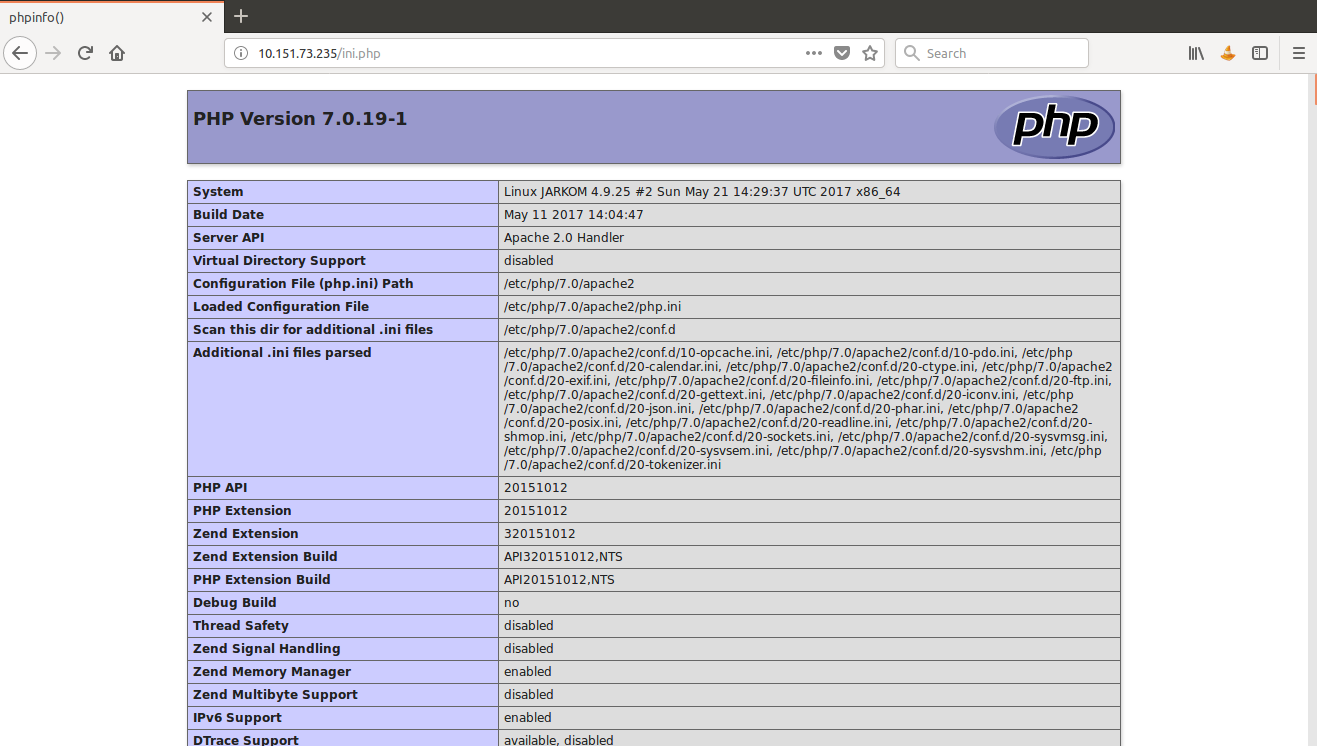 phpinfo()
10.151.73.235/ini.php
Search
PHP Version 7.0.19-1
php
System Linux JARKOM 4.9.25 #2 Sun May 21 14:29:37 UTC 2017 x86_64
Build Date May 11 2017 14:04:47
Server API Apache 2.0 Handler
Virtual Directory Support disabled
Configuration File (php.ini) Path /etc/php/7.0/apache2
Loaded Configuration File /etc/php/7.0/apache2/php.ini
Scan this dir for additional .ini files /etc/php/7.0/apache2/conf.d
Additional .ini files parsed /etc/php/7.0/apache2/conf.d/10-opcache.ini, /etc/php/7.0/apache2/conf.d/10-pdo.ini, /etc/php
/7.0/apache2/conf.d/20-calendar.ini, /etc/php/7.0/apache2/conf.d/20-ctype.ini, /etc/php/7.0/apache2
/conf.d/20-exif.ini, /etc/php/7.0/apache2/conf.d/20-fileinfo.ini, /etc/php/7.0/apache2/conf.d/20-ftp.ini,
/etc/php/7.0/apache2/conf.d/20-gettext.ini, /etc/php/7.0/apache2/conf.d/20-iconv.ini, /etc/php
/7.0/apache2/conf.d/20-json.ini, /etc/php/7.0/apache2/conf.d/20-phar.ini, /etc/php/7.0/apache2
/conf.d/20-posix.ini, /etc/php/7.0/apache2/conf.d/20-readline.ini, /etc/php/7.0/apache2/conf.d/20-
shmop.ini, /etc/php/7.0/apache2/conf.d/20-sockets.ini, /etc/php/7.0/apache2/conf.d/20-sysvmsg.ini,
/etc/php/7.0/apache2/conf.d/20-sysvsem.ini, /etc/php/7.0/apache2/conf.d/20-sysvshm.ini, /etc/php
/7.0/apache2/conf.d/20-tokenizer.ini
PHP API 20151012
PHP Extension 20151012
Zend Extension 320151012
Zend Extension Build API320151012,NTS
PHP Extension Build API20151012,NTS
Debug Build no
Thread Safety disabled
Zend Signal Handling disabled
Zend Memory Manager enabled
Zend Multibyte Support disabled
IPv6 Support enabled
DTrace Support available, disabled